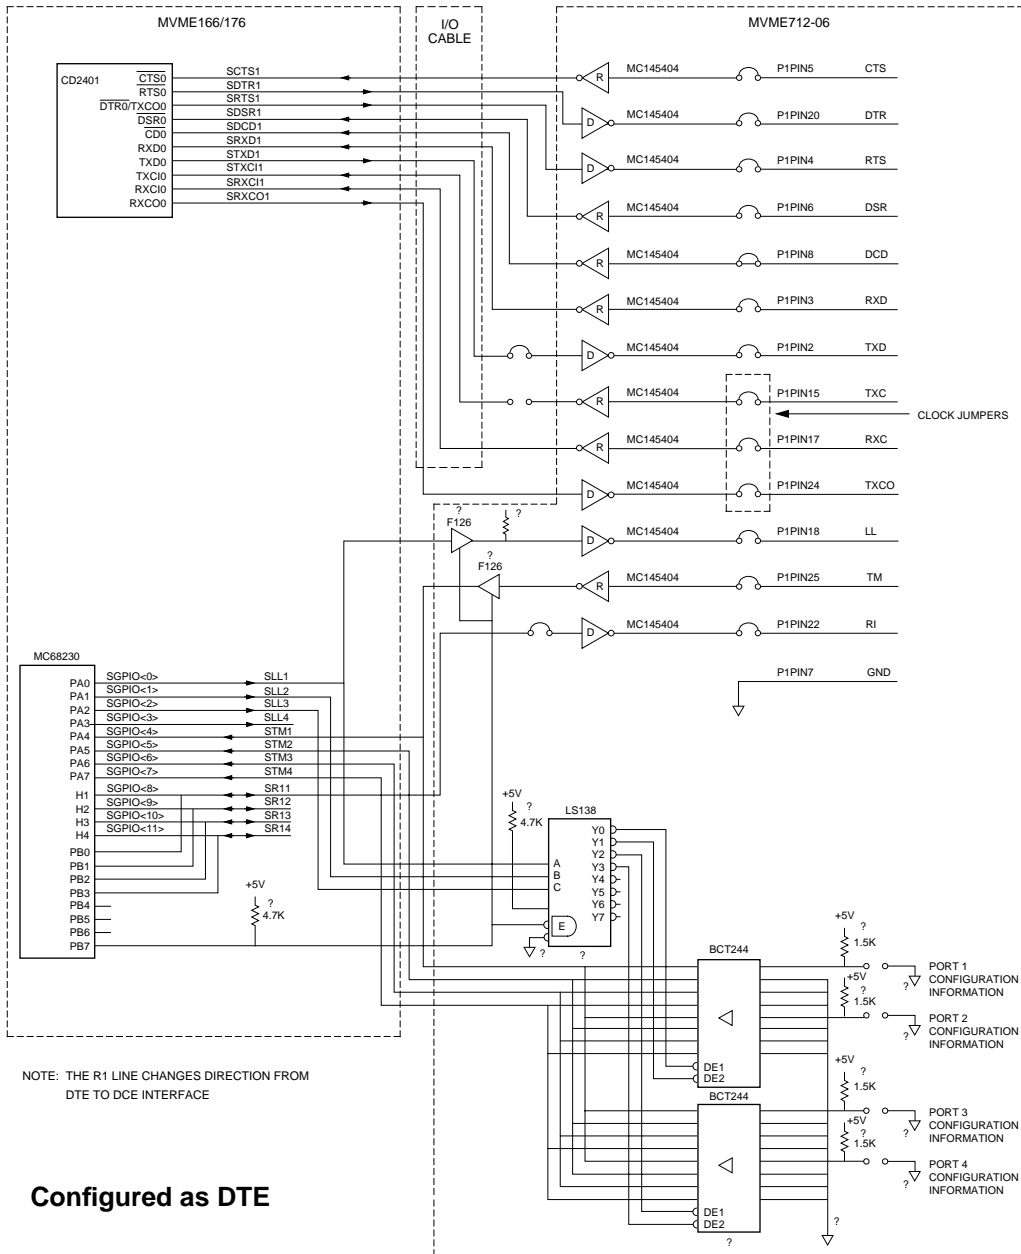 MVME166/176
I/O
CABLE
MVME712-06
CD2401
CTS0
RTS0
DTR0/TXCO0
DSR0
CD0
RXD0
TXD0
TXCI0
RXCI0
RXCO0
SCTS1
SDTR1
SRTS1
SDSR1
SDCD1
SRXD1
STXD1
STXCI1
SRXCI1
SRXCO1
R MC145404 P1PIN5 CTS
D MC145404 P1PIN20 DTR
D MC145404 P1PIN4 RTS
R MC145404 P1PIN6 DSR
R MC145404 P1PIN8 DCD
R MC145404 P1PIN3 RXD
D MC145404 P1PIN2 TXD
R MC145404 P1PIN15 TXC
CLOCK JUMPERS
R MC145404 P1PIN17 RXC
D MC145404 P1PIN24 TXCO
?
F126
?
D MC145404 P1PIN18 LL
?
F126
R MC145404 P1PIN25 TM
D MC145404 P1PIN22 RI
P1PIN7 GND
MC68230
PA0 SGPIO<0> SLL1
PA1 SGPIO<1> SLL2
PA2 SGPIO<2> SLL3
PA3 SGPIO<3> SLL4
PA4 SGPIO<4> STM1
PA5 SGPIO<5> STM2
PA6 SGPIO<6> STM3
PA7 SGPIO<7> STM4
H1 SGPIO<8> SR11
H2 SGPIO<9> SR12
H3 SGPIO<10> SR13
H4 SGPIO<11> SR14
PB0
PB1
PB2
PB3
PB4
PB5
PB6
PB7
+5V
?
4.7K
+5V
?
4.7K
LS138
A
B
C
E
Y0
Y1
Y2
Y3
Y4
Y5
Y6
Y7
?
?
BCT244
DE1
DE2
+5V
?
1.5K
?
PORT 1
CONFIGURATION
INFORMATION
+5V
?
1.5K
?
PORT 2
CONFIGURATION
INFORMATION
BCT244
DE1
DE2
?
+5V
?
1.5K
?
PORT 3
CONFIGURATION
INFORMATION
+5V
?
1.5K
?
PORT 4
CONFIGURATION
INFORMATION
?
NOTE: THE R1 LINE CHANGES DIRECTION FROM
DTE TO DCE INTERFACE
Configured as DTE